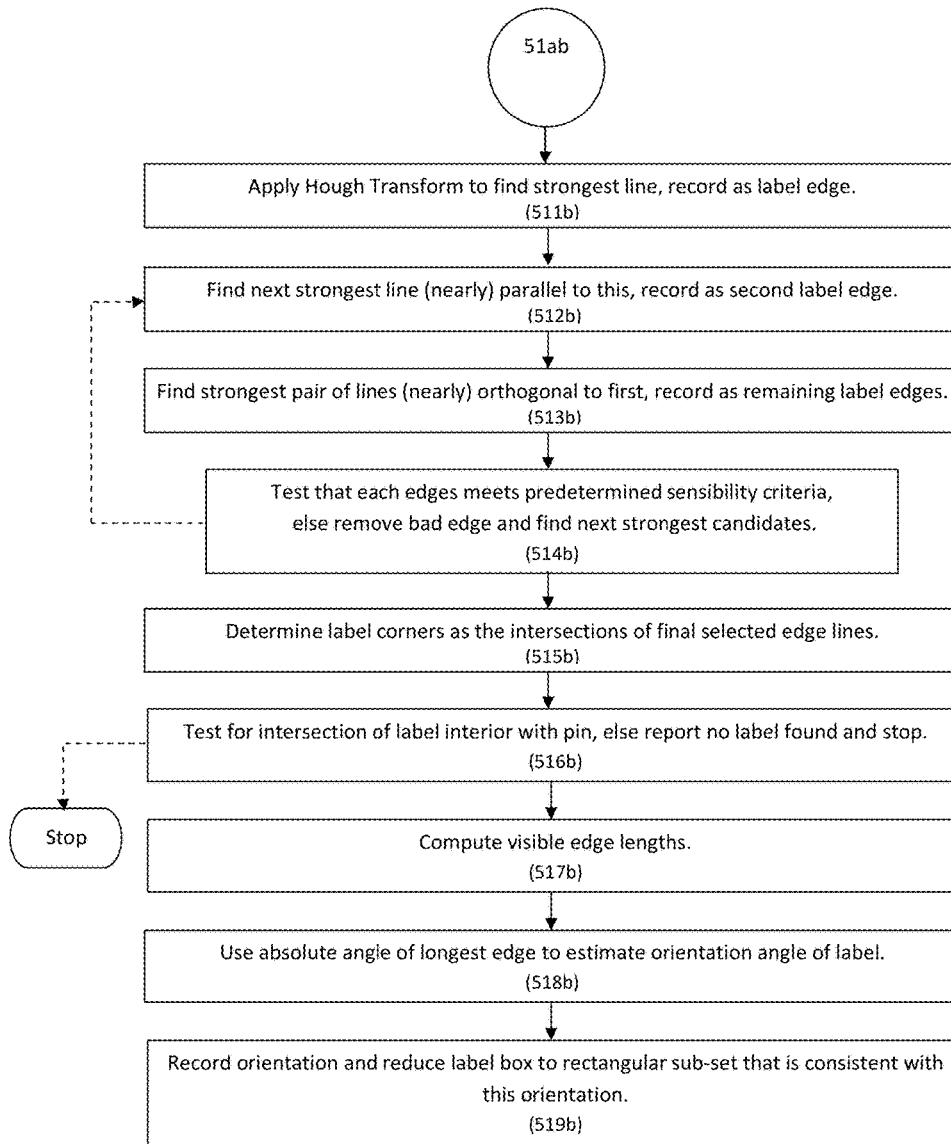 51ab
Apply Hough Transform to find strongest line, record as label edge.
(511b)
Find next strongest line (nearly) parallel to this, record as second label edge.
(512b)
Find strongest pair of lines (nearly) orthogonal to first, record as remaining label edges.
(513b)
Test that each edges meets predetermined sensibility criteria,
else remove bad edge and find next strongest candidates.
(514b)
Determine label corners as the intersections of final selected edge lines.
(515b)
Test for intersection of label interior with pin, else report no label found and stop.
(516b)
Stop
Compute visible edge lengths.
(517b)
Use absolute angle of longest edge to estimate orientation angle of label.
(518b)
Record orientation and reduce label box to rectangular sub-set that is consistent with
this orientation.
(519b)